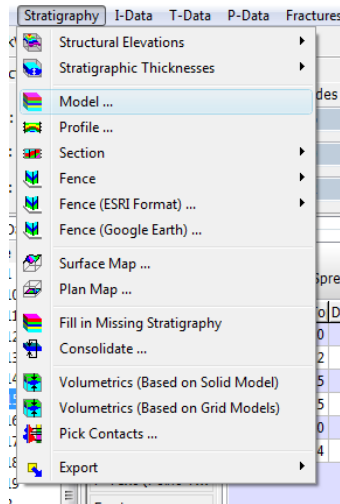 Stratigraphy I-Data T-Data P-Data Fractures
Structural Elevations
Stratigraphic Thicknesses
Model ...
Profile ...
Section
Fence
Fence (ESRI Format) ...
Fence (Google Earth) ...
Surface Map ...
Plan Map ...
Fill in Missing Stratigraphy
Consolidate ...
Volumetrics (Based on Solid Model)
Volumetrics (Based on Grid Models)
Pick Contacts ...
Export